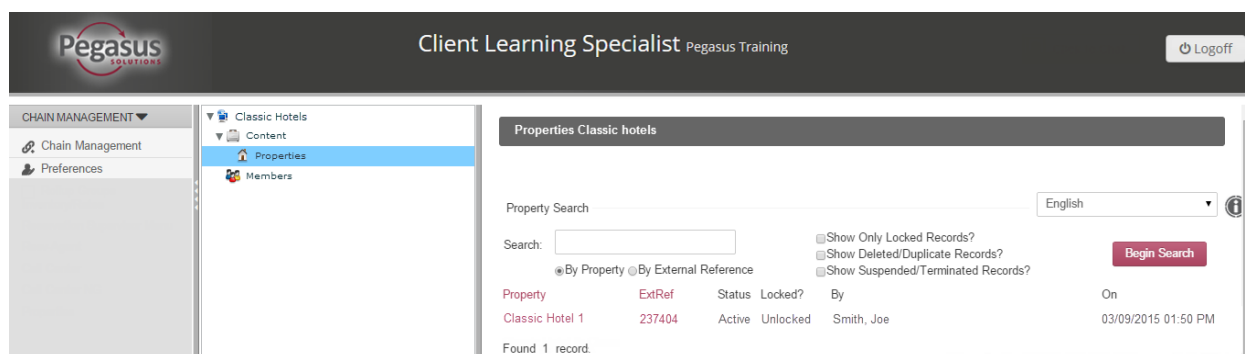 Pegasus
SOLUTIONS
Client Learning Specialist Pegasus Training
Logoff
CHAIN MANAGEMENT
Chain Management
Preferences
Classic Hotels
Content
Properties
Members
Properties Classic hotels
Property Search
English
Search:
Show Only Locked Records?
Show Deleted/Duplicate Records?
Show Suspended/Terminated Records?
Begin Search
By Property By External Reference
Property ExtRef Status Locked? By On
Classic Hotel 1 237404 Active Unlocked Smith, Joe 03/09/2015 01:50 PM
Found 1 record.